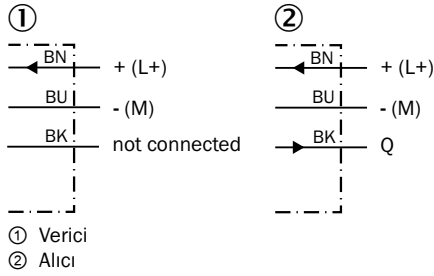 ① ②
BN + (L+) BN + (L+)
BU - (M) BU - (M)
BK not connected BK Q
① Verici
② Alıcı